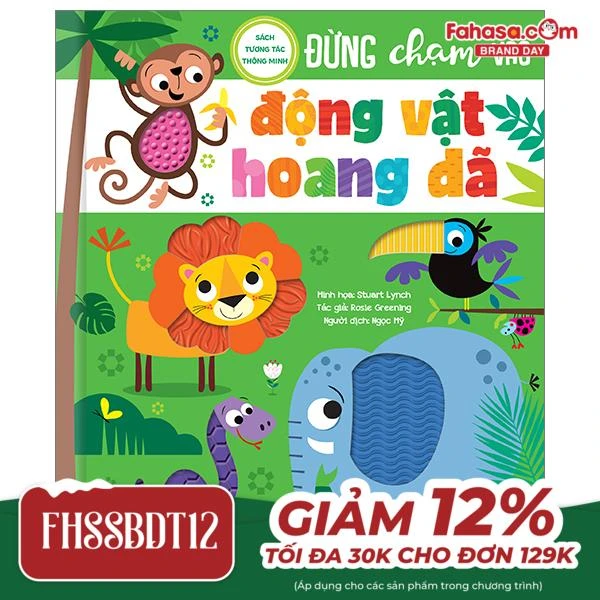 Fahasa.com
BRAND DAY
SÁCH
TƯƠNG TÁC
THÔNG MINH
ĐỪNG chạm vào
động vật
hoang dã
Minh họa: Stuart Lynch
Tác giả: Rosie Greening
Người dịch: Ngọc Mỹ
FHSSBDT12
GIẢM 12%
TỐI ĐA 30K CHO ĐƠN 129K
(Áp dụng cho các sản phẩm trong chương trình)